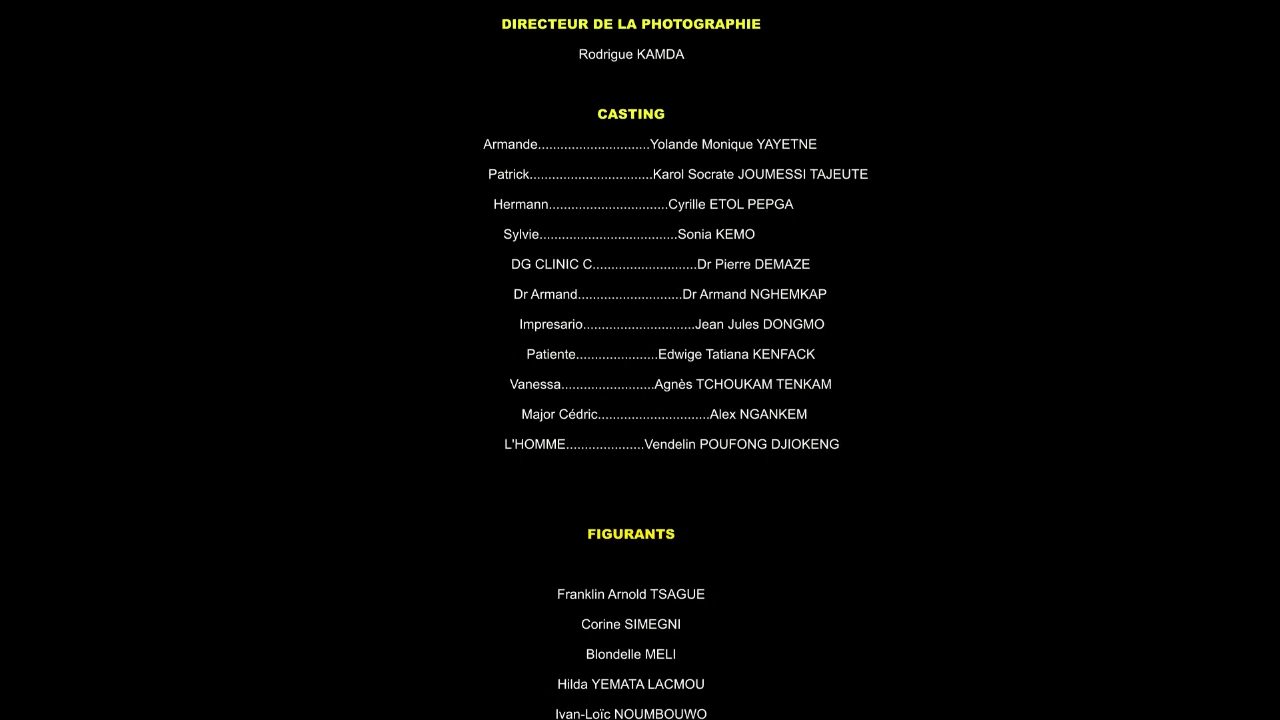 DIRECTEUR DE LA PHOTOGRAPHIE
Rodrigue KAMDA
CASTING
Armande..............................Yolande Monique YAYETNE
Patrick.................................Karol Socrate JOUMESSI TAJEUTE
Hermann................................Cyrille ETOL PEPGA
Sylvie.....................................Sonia KEMO
DG CLINIC C............................Dr Pierre DEMAZE
Dr Armand............................Dr Armand NGHEMKAP
Impresario..............................Jean Jules DONGMO
Patiente......................Edwige Tatiana KENFACK
Vanessa.........................Agnès TCHOUKAM TENKAM
Major Cédric..............................Alex NGANKEM
L'HOMME.....................Vendelin POUFONG DJIOKENG
FIGURANTS
Franklin Arnold TSAGUE
Corine SIMEGNI
Blondelle MELI
Hilda YEMATA LACMOU
Ivan-Loïc NOUMBOUWO